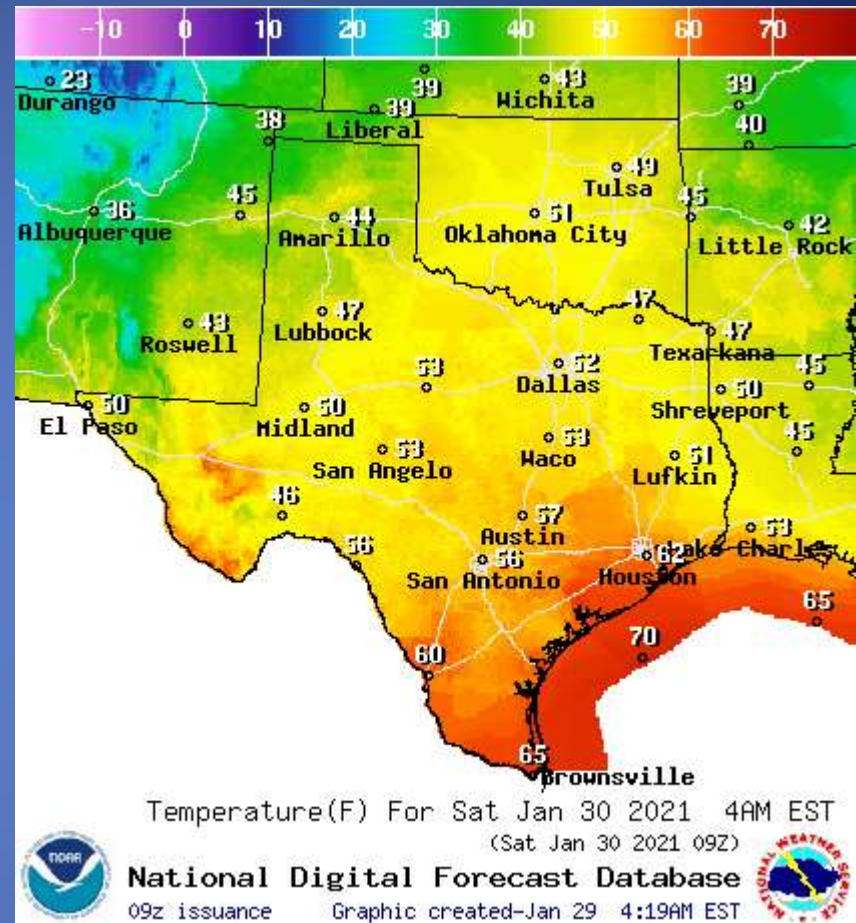 -10 0 10 20 30 40 50 60 70
23 39 43 39
Durango Wichita
39
Liberal
38 40
49
Tulsa
36 45 44 51 45 42
Albuquerque Amarillo Oklahoma City Little Rock
43 47 47 47
Roswell Lubbock Texarkana
53 52 50 45
Dallas Shreveport
50 50 53 53 51 45
El Paso Midland San Angelo Waco Lufkin
46 57 53
Austin Lake Charles
56 56 62
San Antonio Houston
65
70
60
65
Brownsville
Temperature(F) For Sat Jan 30 2021 4AM EST
(Sat Jan 30 2021 09Z)
NOAA
National Digital Forecast Database
09z issuance Graphic created-Jan 29 4:19AM EST
NATIONAL WEATHER SERVICE